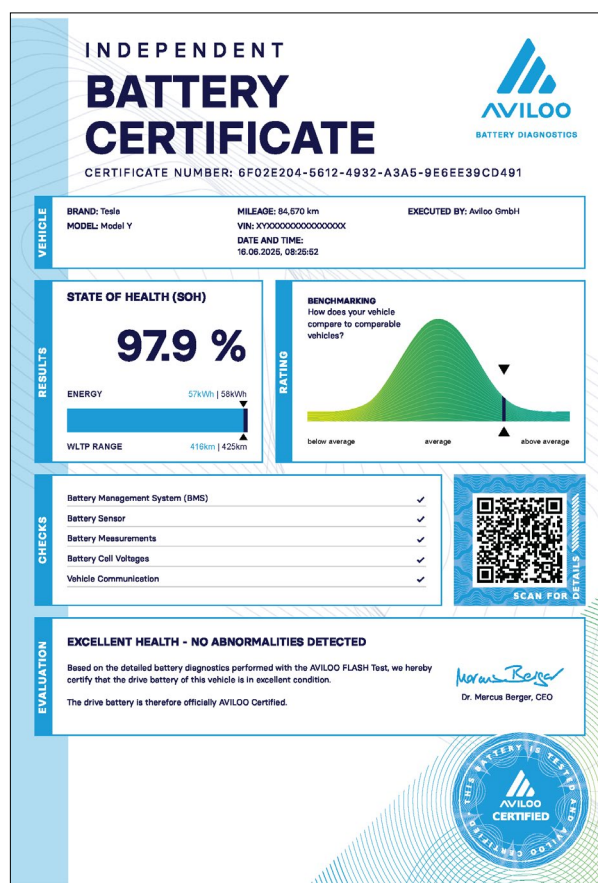 INDEPENDENT
BATTERY
CERTIFICATE
CERTIFICATE NUMBER: 6F02E204-5612-4932-A3A5-9E6EE39CD491
AVILOO
BATTERY DIAGNOSTICS
VEHICLE
BRAND: Tesla
MODEL: Model Y
MILEAGE: 84,570 km
VIN: XYXXXXXXXXXXXXXXX
DATE AND TIME:
16.06.2025, 08:25:52
EXECUTED BY: Aviloo GmbH
RESULTS
STATE OF HEALTH (SOH)
97.9 %
ENERGY 57kWh | 58kWh
WLTP RANGE 416km | 425km
RATING
BENCHMARKING
How does your vehicle
compare to comparable
vehicles?
below average average above average
CHECKS
Battery Management System (BMS)
Battery Sensor
Battery Measurements
Battery Cell Voltages
Vehicle Communication
SCAN FOR DETAILS
EVALUATION
EXCELLENT HEALTH - NO ABNORMALITIES DETECTED
Based on the detailed battery diagnostics performed with the AVILOO FLASH Test, we hereby
certify that the drive battery of this vehicle is in excellent condition.
The drive battery is therefore officially AVILOO Certified.
Marcus Berger
Dr. Marcus Berger, CEO
THIS BATTERY IS TESTED AND AVILOO CERTIFIED
AVILOO
CERTIFIED